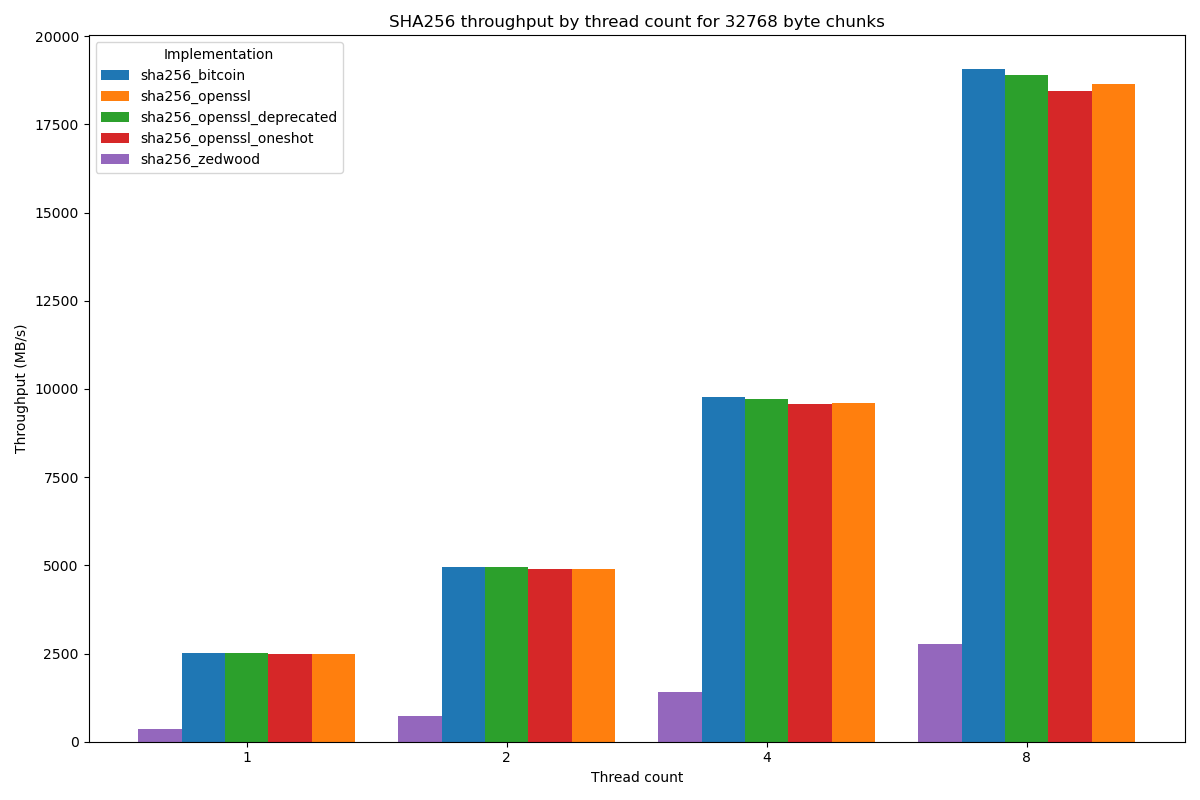 SHA256 throughput by thread count for 32768 byte chunks
Implementation
sha256_bitcoin
sha256_openssl
sha256_openssl_deprecated
sha256_openssl_oneshot
sha256_zedwood
20000
17500
15000
12500
10000
7500
5000
2500
0
Throughput (MB/s)
1 2 4 8
Thread count